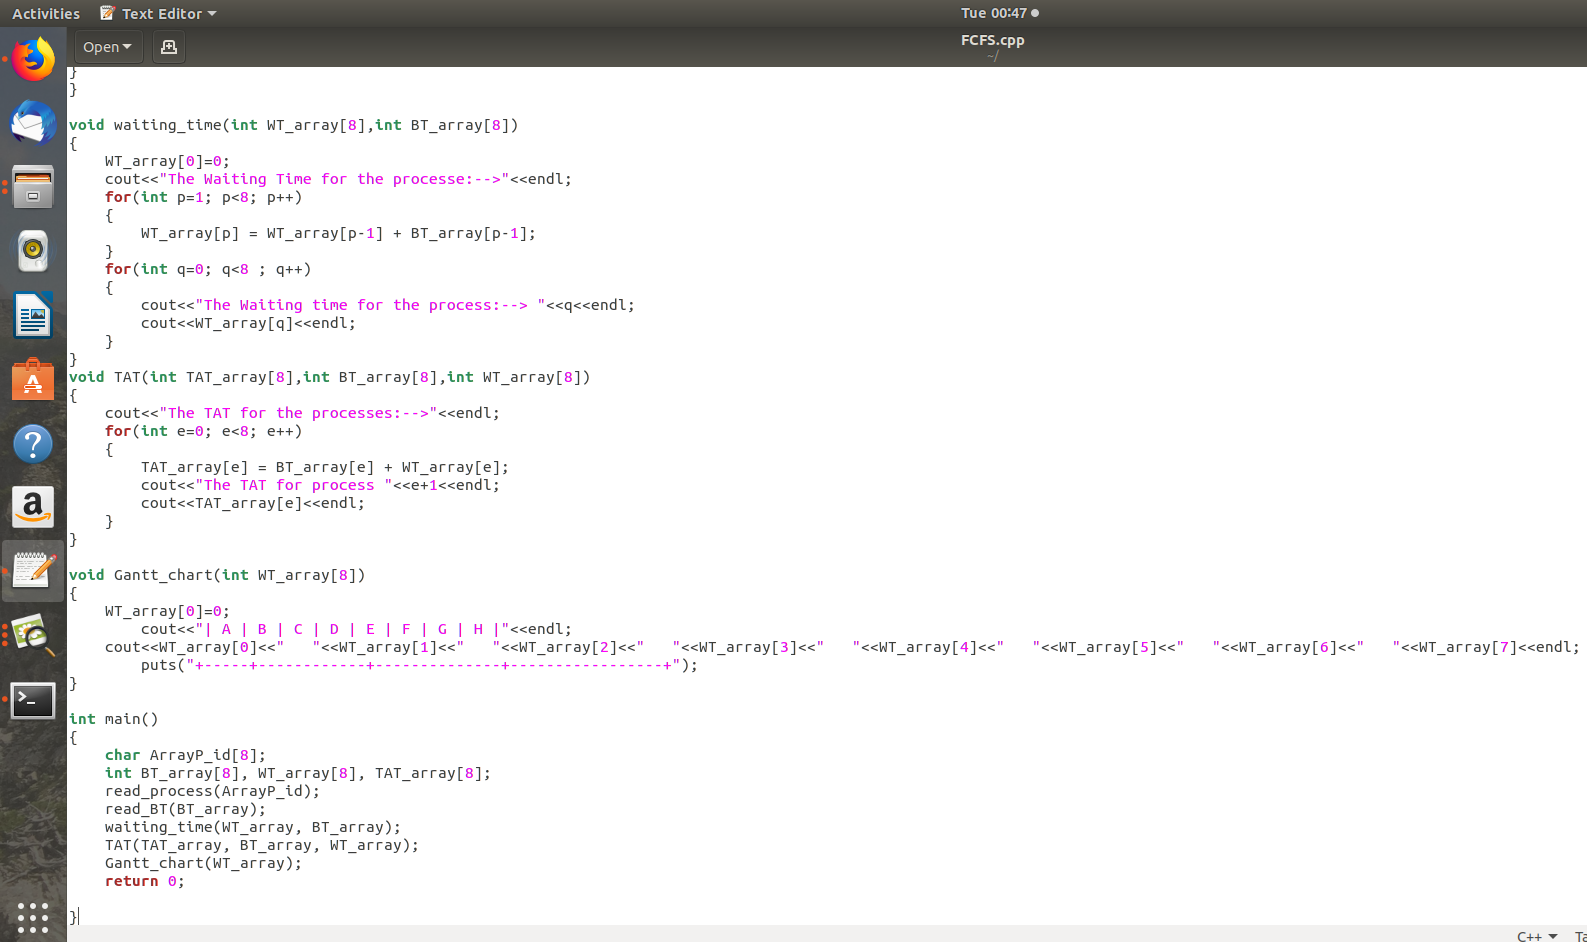 Activities Text Editor Tue 00:47
Open FCFS.cpp
~/
}
}
void waiting_time(int WT_array[8],int BT_array[8])
{
WT_array[0]=0;
cout<<"The Waiting Time for the processe:-->"<<endl;
for(int p=1; p<8; p++)
{
WT_array[p] = WT_array[p-1] + BT_array[p-1];
}
for(int q=0; q<8 ; q++)
{
cout<<"The Waiting time for the process:--> "<<q<<endl;
cout<<WT_array[q]<<endl;
}
}
void TAT(int TAT_array[8],int BT_array[8],int WT_array[8])
{
cout<<"The TAT for the processes:-->"<<endl;
for(int e=0; e<8; e++)
{
TAT_array[e] = BT_array[e] + WT_array[e];
cout<<"The TAT for process "<<e+1<<endl;
cout<<TAT_array[e]<<endl;
}
}
void Gantt_chart(int WT_array[8])
{
WT_array[0]=0;
cout<<"| A | B | C | D | E | F | G | H |"<<endl;
cout<<WT_array[0]<<"   "<<WT_array[1]<<"   "<<WT_array[2]<<"   "<<WT_array[3]<<"   "<<WT_array[4]<<"   "<<WT_array[5]<<"   "<<WT_array[6]<<"   "<<WT_array[7]<<endl;
puts("+-----+------------+--------------+-----------------+");
}
int main()
{
char ArrayP_id[8];
int BT_array[8], WT_array[8], TAT_array[8];
read_process(ArrayP_id);
read_BT(BT_array);
waiting_time(WT_array, BT_array);
TAT(TAT_array, BT_array, WT_array);
Gantt_chart(WT_array);
return 0;
}
C++